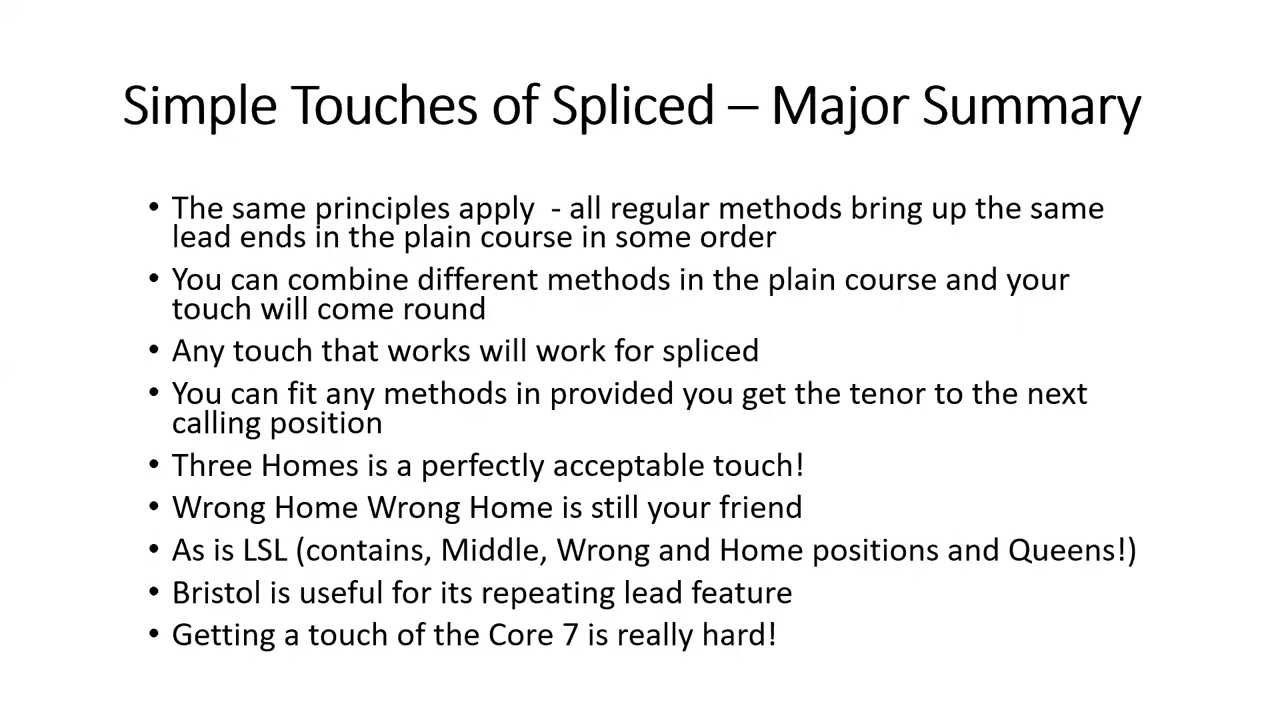 Simple Touches of Spliced – Major Summary
• The same principles apply  - all regular methods bring up the same
lead ends in the plain course in some order
• You can combine different methods in the plain course and your
touch will come round
• Any touch that works will work for spliced
• You can fit any methods in provided you get the tenor to the next
calling position
• Three Homes is a perfectly acceptable touch!
• Wrong Home Wrong Home is still your friend
• As is LSL (contains, Middle, Wrong and Home positions and Queens!)
• Bristol is useful for its repeating lead feature
• Getting a touch of the Core 7 is really hard!